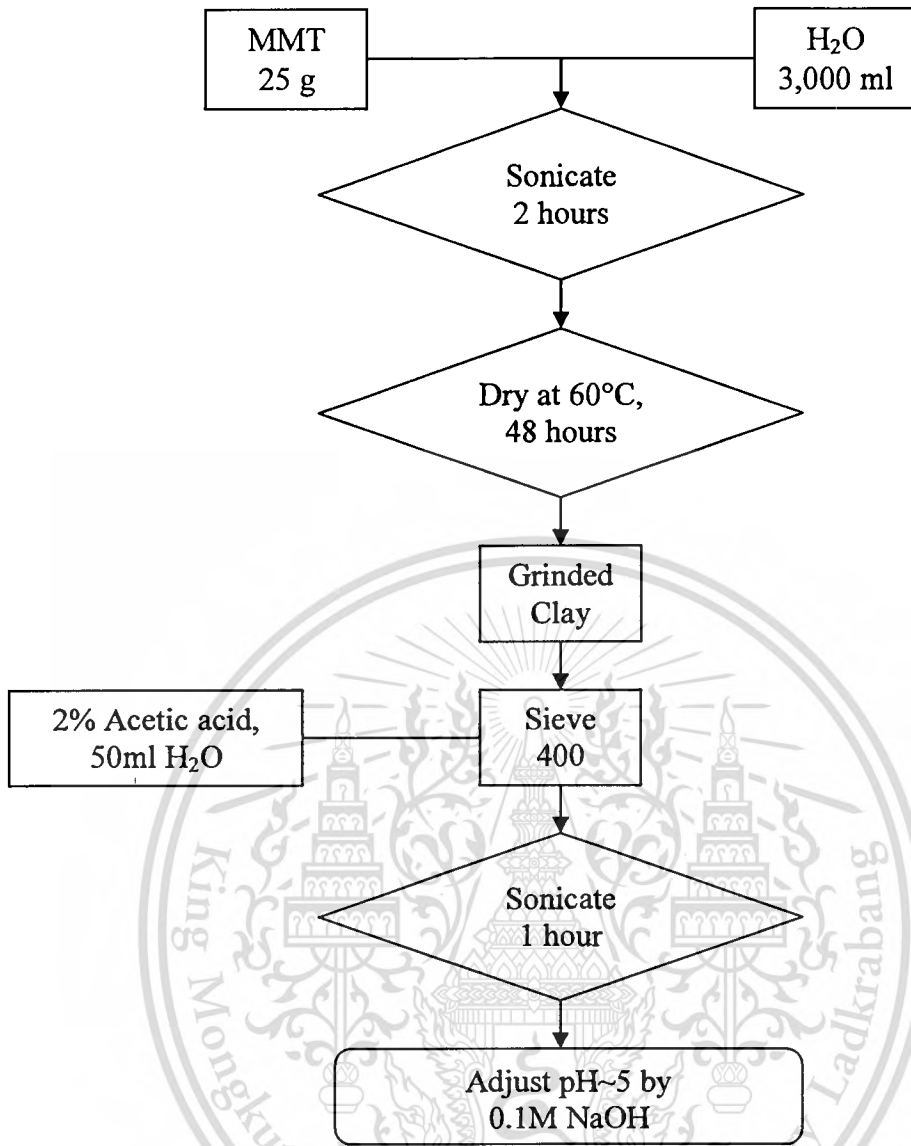 MMT
25 g
H₂O
3,000 ml
Sonicate
2 hours
Dry at 60°C,
48 hours
Grinded
Clay
2% Acetic acid,
50ml H₂O
Sieve
400
Sonicate
1 hour
Adjust pH~5 by
0.1M NaOH
King Mongku
Ladkrabang